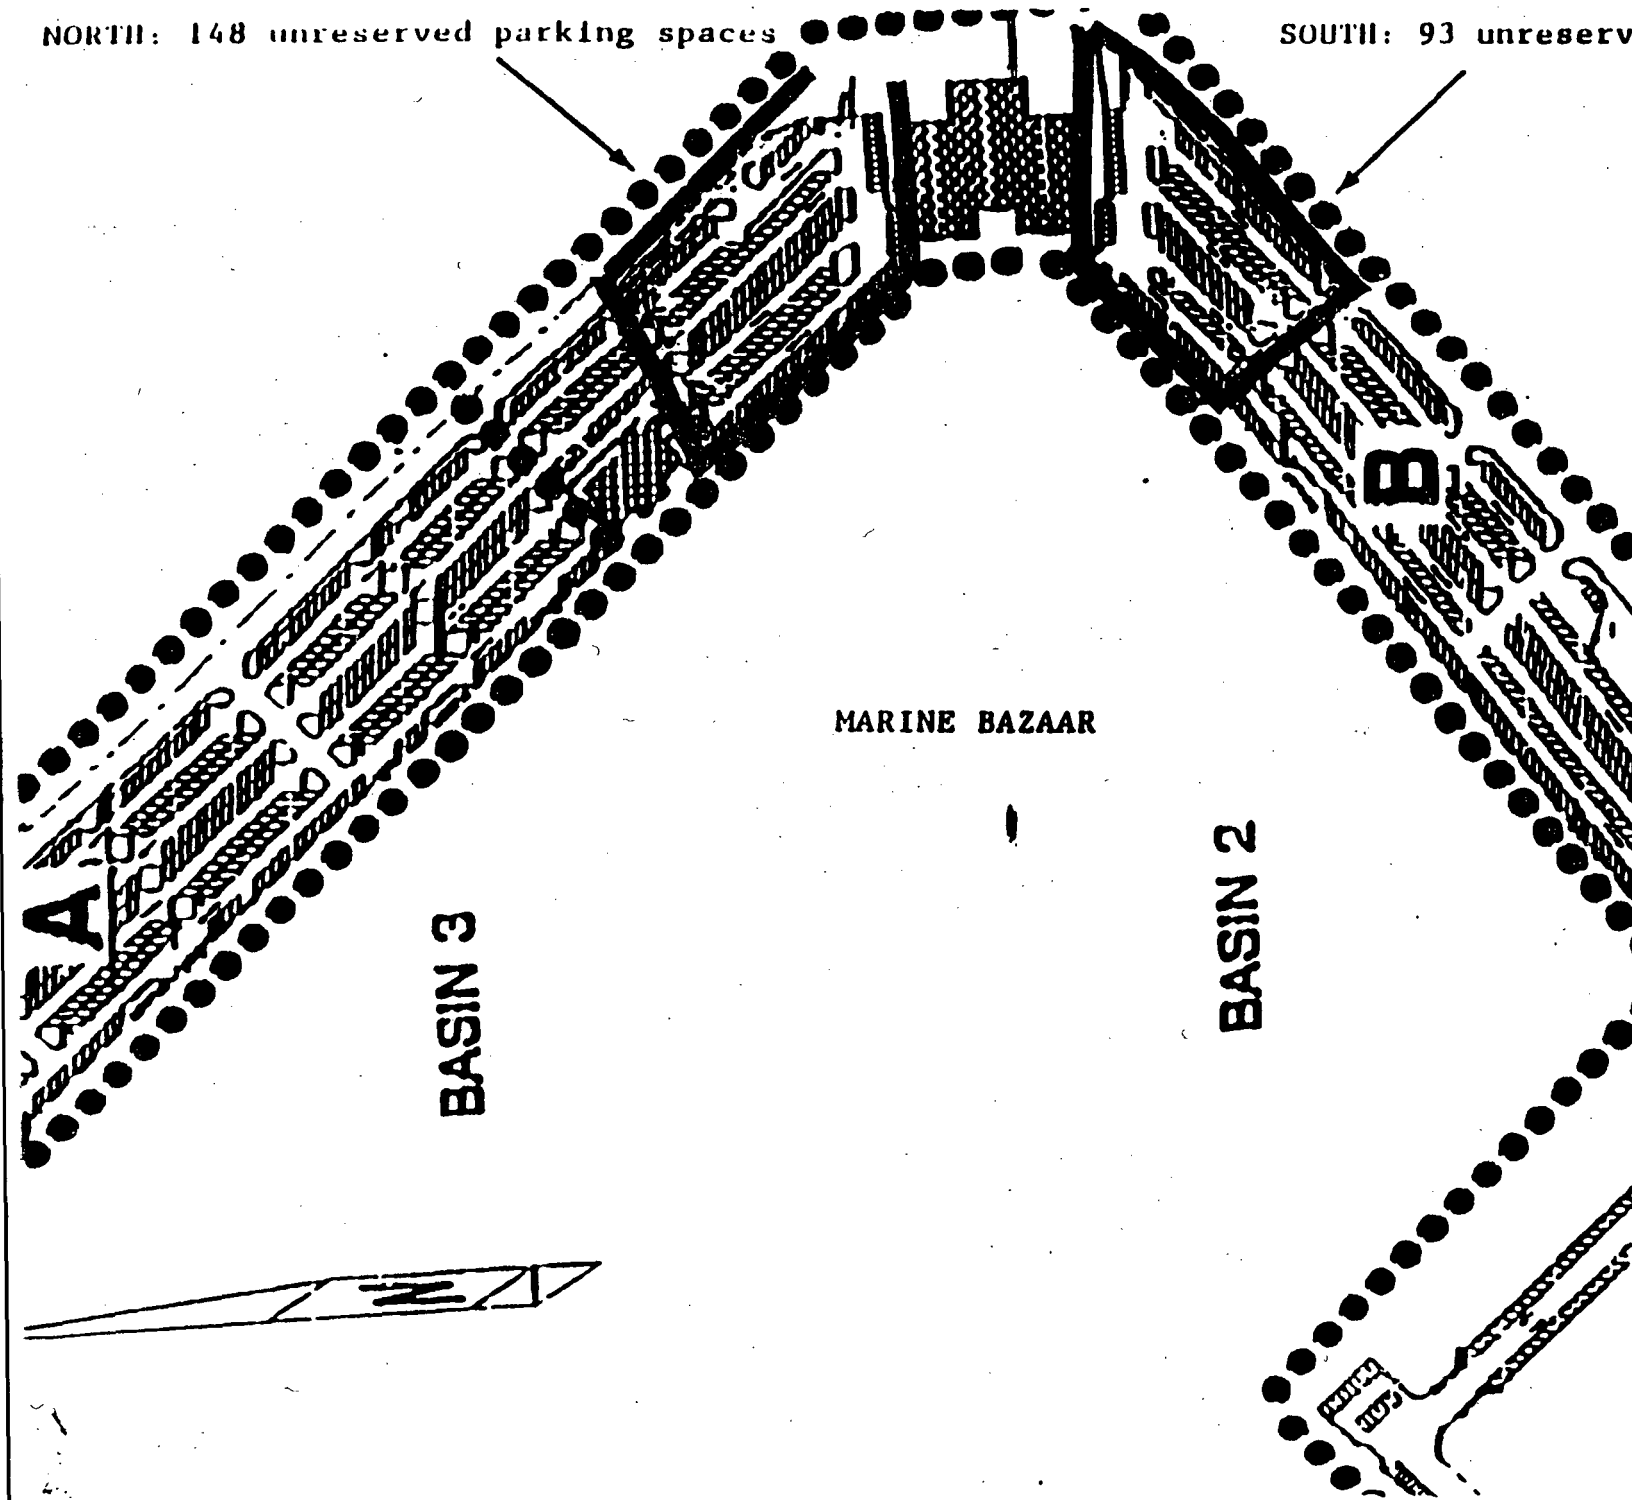 NORTH: 148 unreserved parking spaces
SOUTH: 93 unreserv
B
MARINE BAZAAR
A
BASIN 3
BASIN 2
N